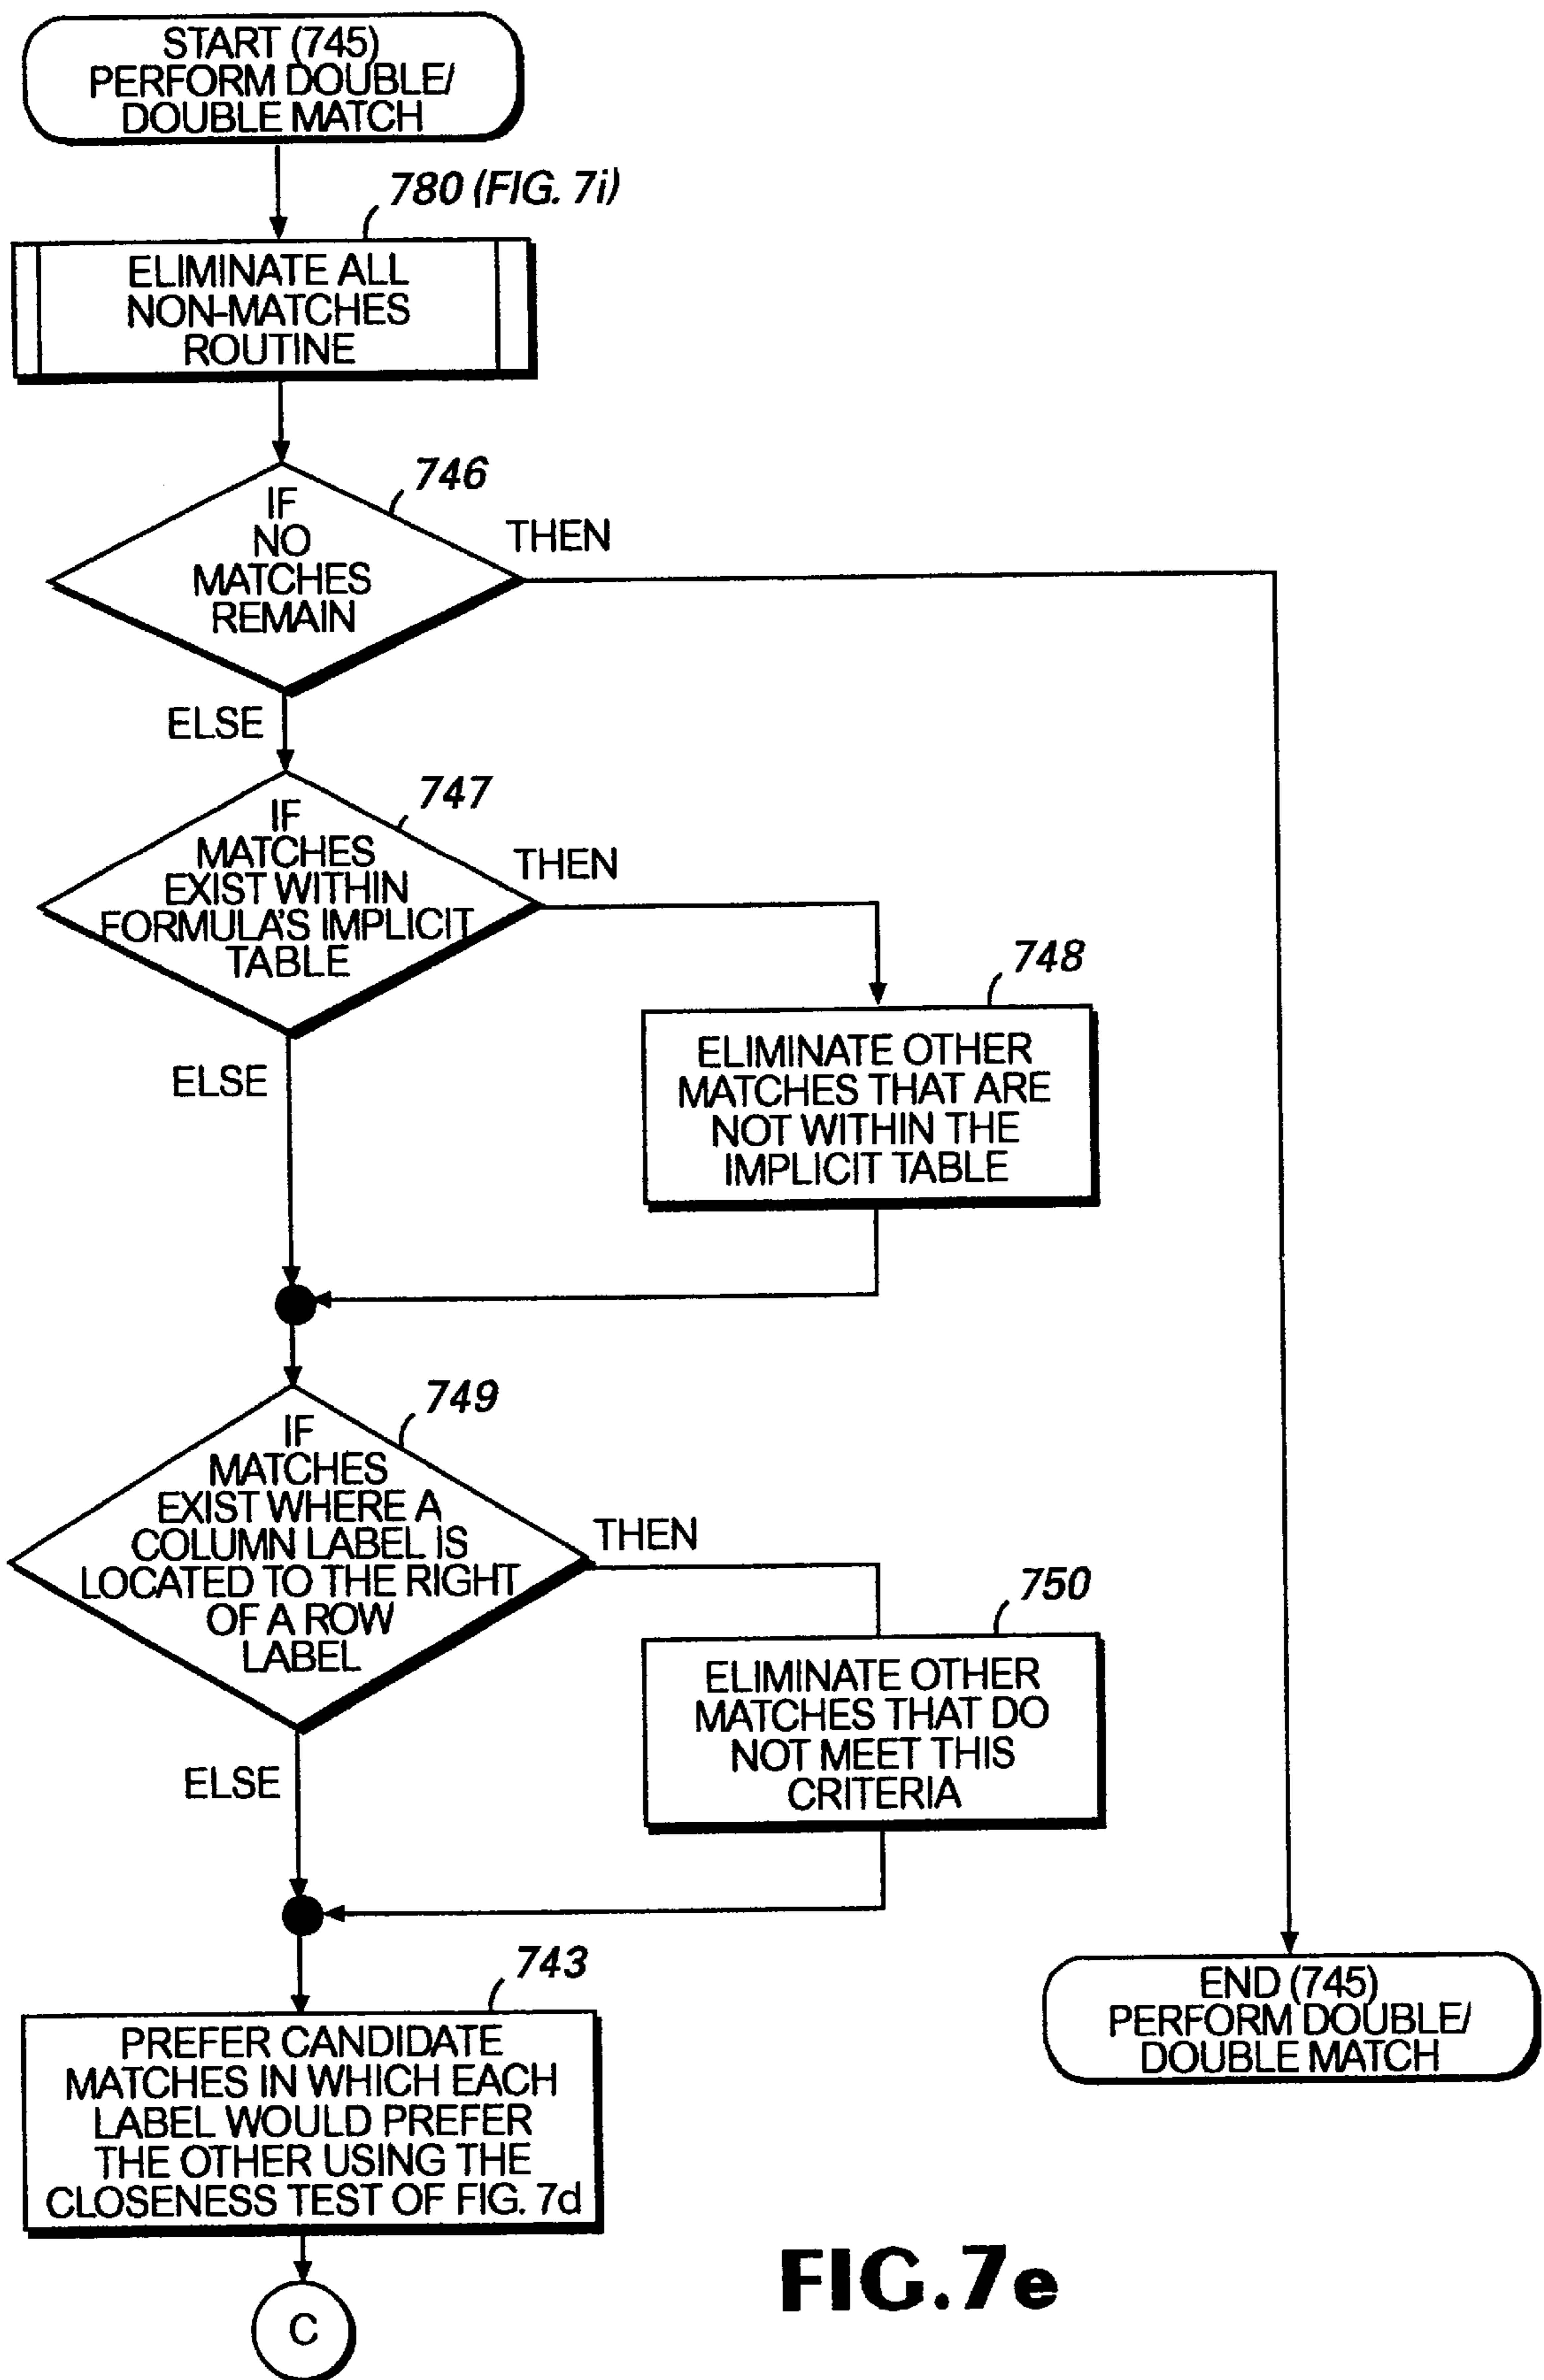 START (745)
PERFORM DOUBLE/
DOUBLE MATCH
780 (FIG. 7i)
ELIMINATE ALL
NON-MATCHES
ROUTINE
746
IF
NO
MATCHES
REMAIN
THEN
ELSE
747
IF
MATCHES
EXIST WITHIN
FORMULA'S IMPLICIT
TABLE
THEN
748
ELIMINATE OTHER
MATCHES THAT ARE
NOT WITHIN THE
IMPLICIT TABLE
ELSE
749
IF
MATCHES
EXIST WHERE A
COLUMN LABEL IS
LOCATED TO THE RIGHT
OF A ROW
LABEL
THEN
750
ELIMINATE OTHER
MATCHES THAT DO
NOT MEET THIS
CRITERIA
ELSE
743
PREFER CANDIDATE
MATCHES IN WHICH EACH
LABEL WOULD PREFER
THE OTHER USING THE
CLOSENESS TEST OF FIG. 7d
END (745)
PERFORM DOUBLE/
DOUBLE MATCH
C
FIG.7e